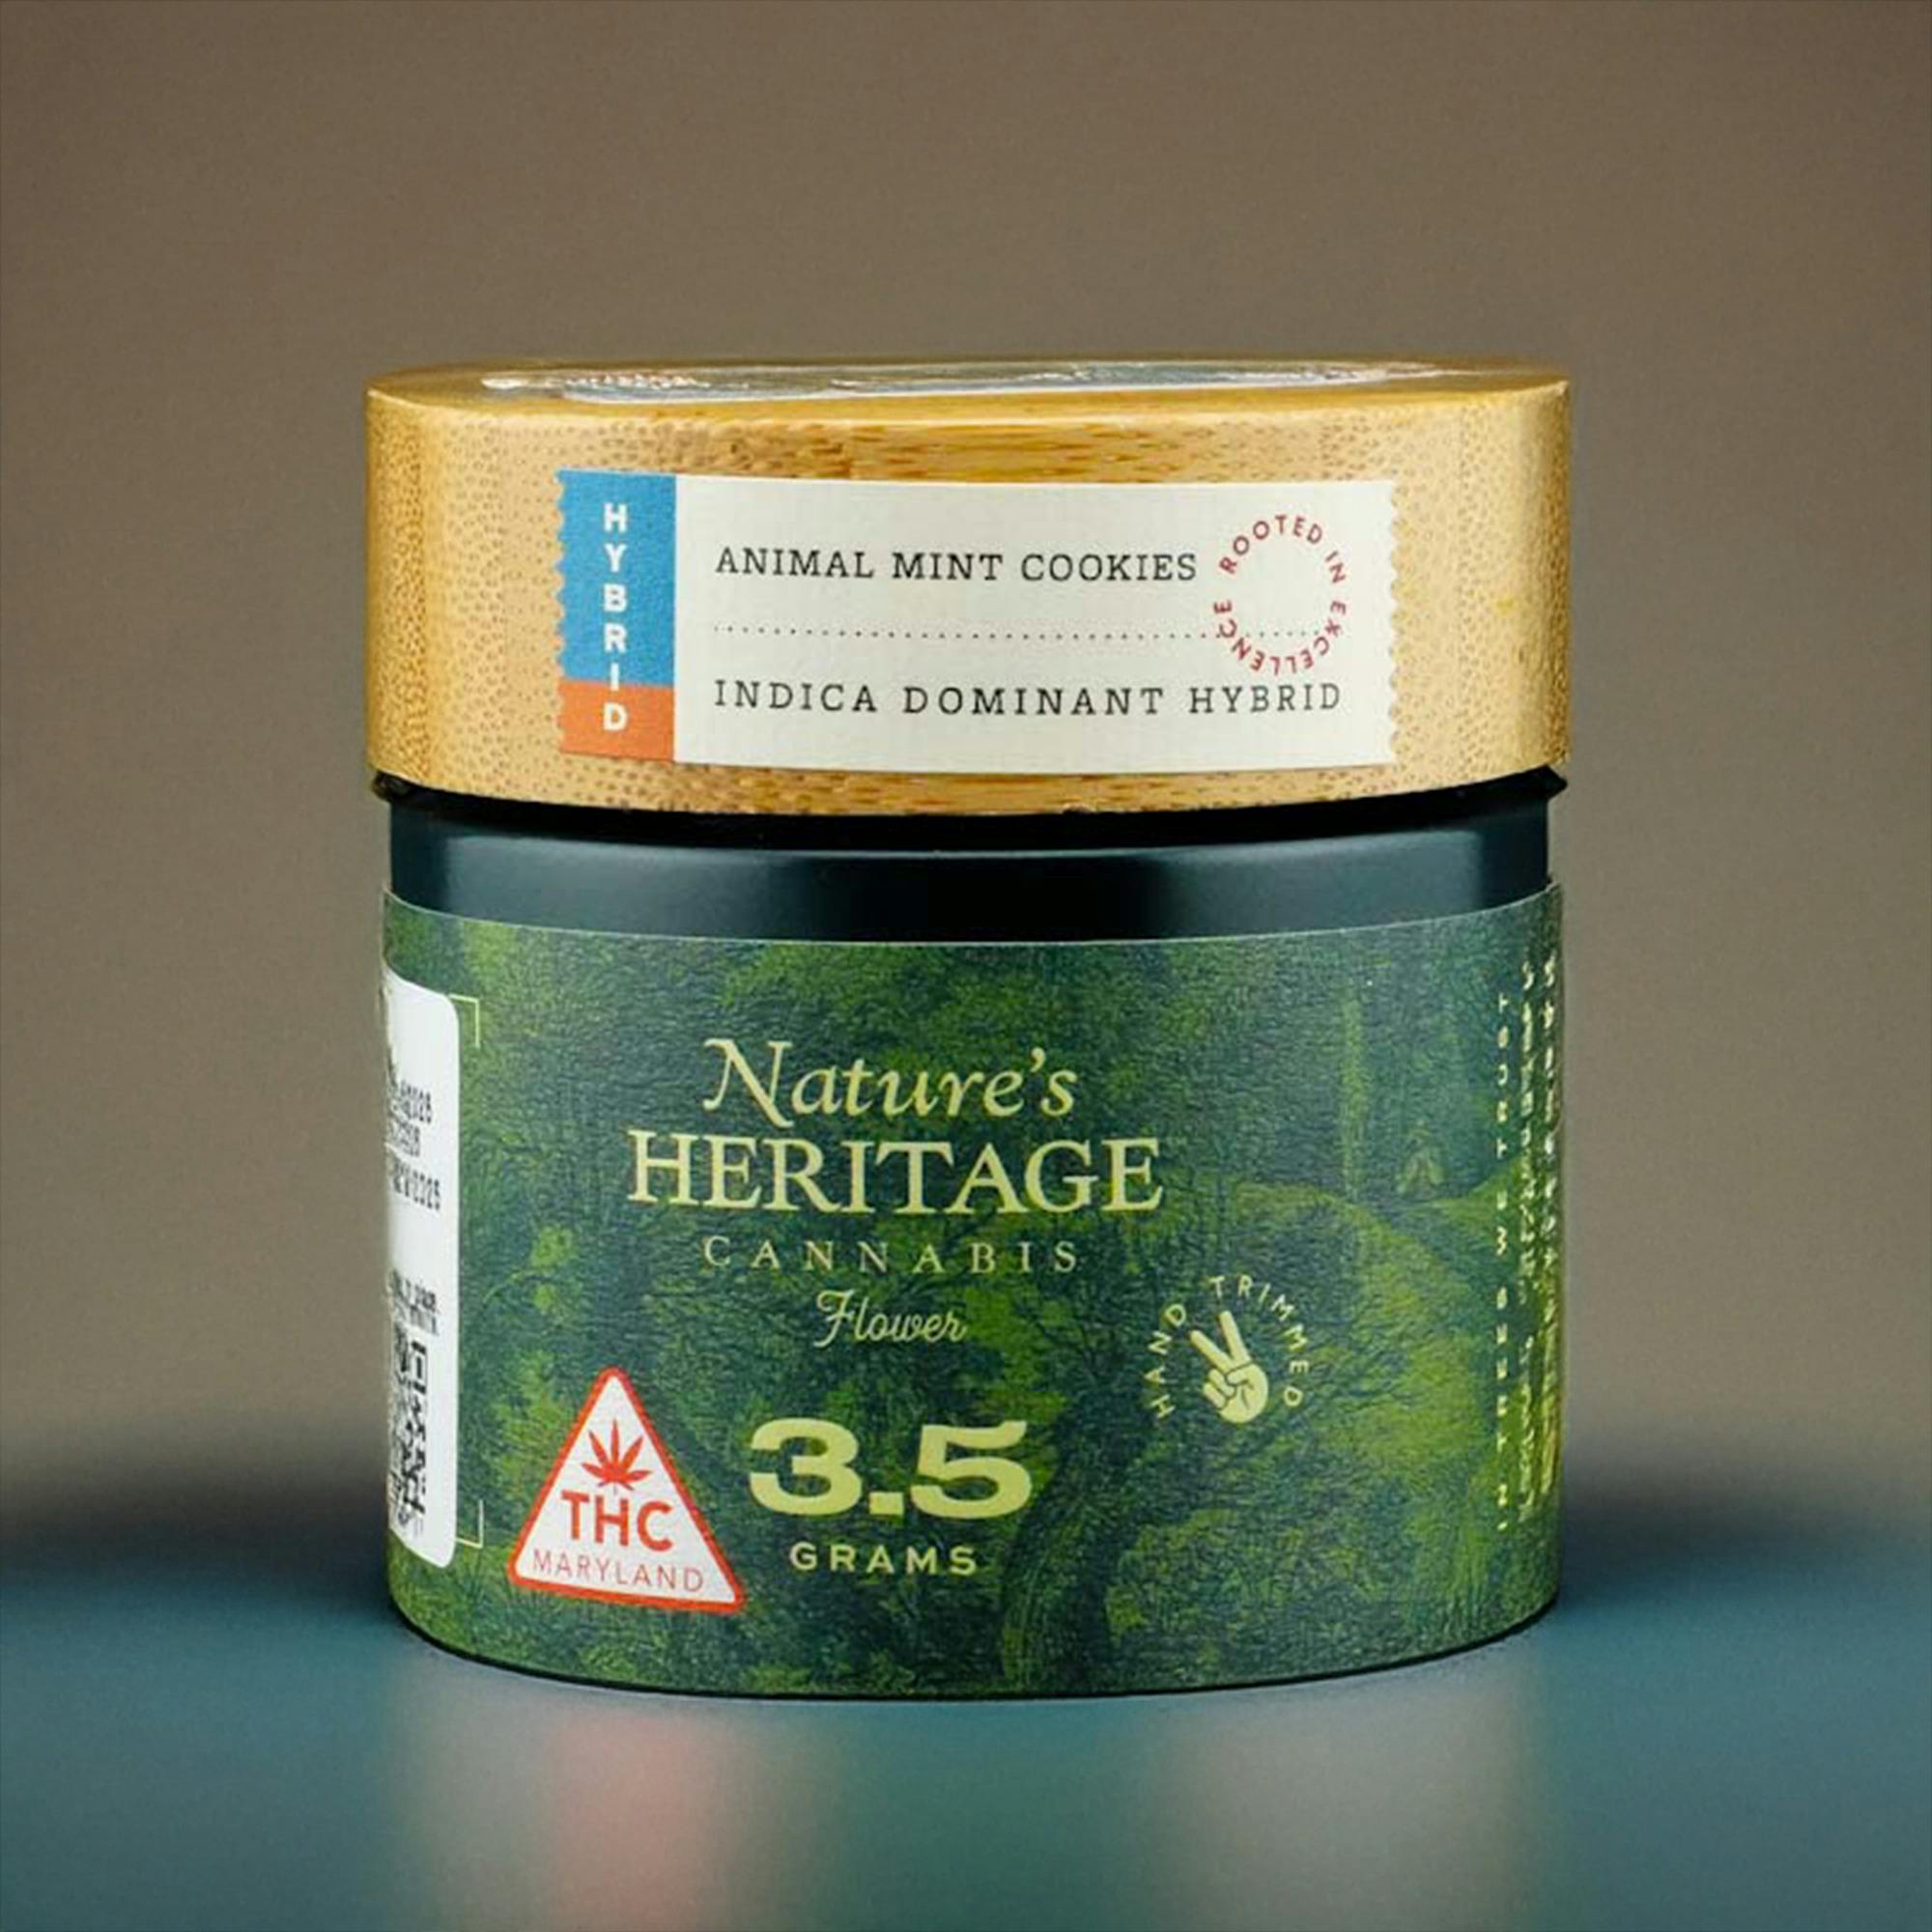 HYBRID
ANIMAL MINT COOKIES
ROOTED IN EXCELLENCE
INDICA DOMINANT HYBRID
Nature's
HERITAGE
CANNABIS
Flower
HAND TRIMMED
THC
MARYLAND
3.5
GRAMS
IN TREES WE TRUST